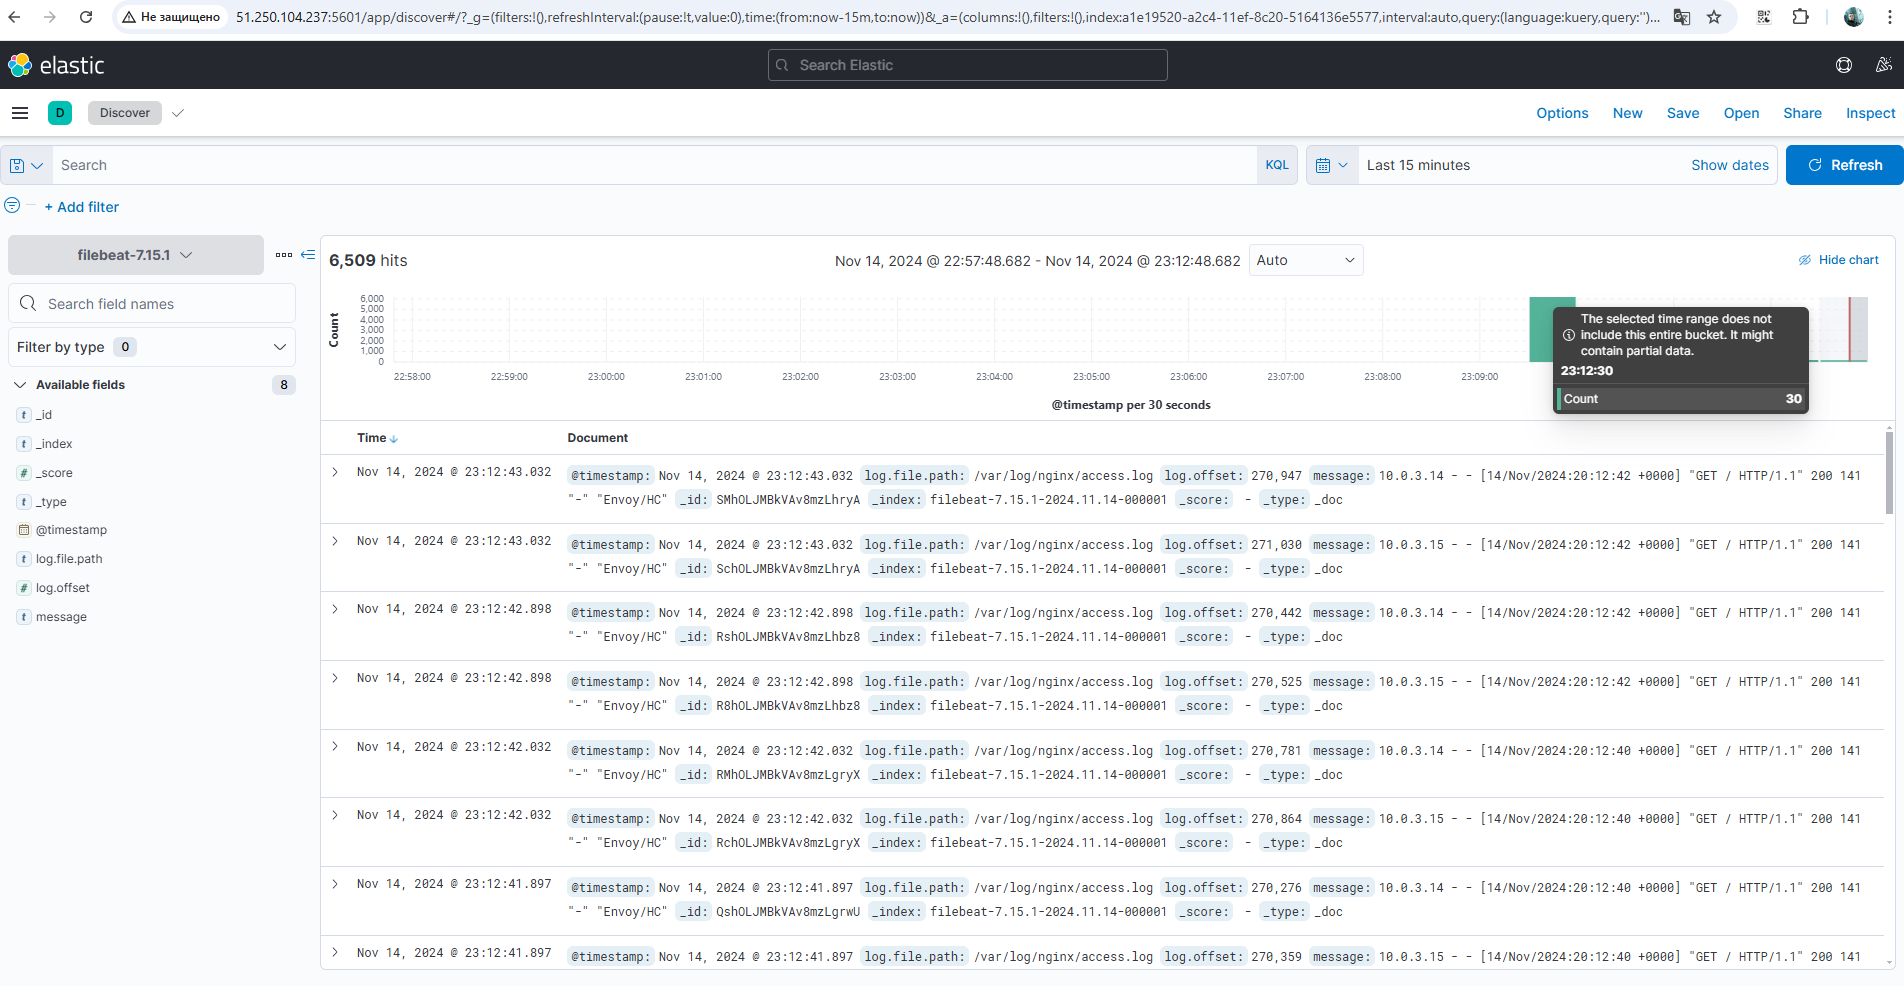 Не защищено 51.250.104.237:5601/app/discover#/?_g=(filters:!(),refreshInterval:(pause:!t,value:0),time:(from:now-15m,to:now))&_a=(columns:!(),filters:!(),index:a1e19520-a2c4-11ef-8c20-5164136e5577,interval:auto,query:(language:kuery,query:'')...
elastic Search Elastic
D Discover Options New Save Open Share Inspect
Search KQL Last 15 minutes Show dates Refresh
+ Add filter
filebeat-7.15.1
Search field names
Filter by type 0
Available fields 8
t _id
t _index
# _score
t _type
@timestamp
t log.file.path
# log.offset
t message
6,509 hits Nov 14, 2024 @ 22:57:48.682 - Nov 14, 2024 @ 23:12:48.682 Auto Hide chart
Count
6,000
5,000
4,000
3,000
2,000
1,000
0
22:58:00 22:59:00 23:00:00 23:01:00 23:02:00 23:03:00 23:04:00 23:05:00 23:06:00 23:07:00 23:08:00 23:09:00
@timestamp per 30 seconds
The selected time range does not
include this entire bucket. It might
contain partial data.
23:12:30
Count 30
Time Document
Nov 14, 2024 @ 23:12:43.032 @timestamp: Nov 14, 2024 @ 23:12:43.032 log.file.path: /var/log/nginx/access.log log.offset: 270,947 message: 10.0.3.14 - - [14/Nov/2024:20:12:42 +0000] "GET / HTTP/1.1" 200 141
"-" "Envoy/HC" _id: SMhOLJMBkVAv8mzLhryA _index: filebeat-7.15.1-2024.11.14-000001 _score: - _type: _doc
Nov 14, 2024 @ 23:12:43.032 @timestamp: Nov 14, 2024 @ 23:12:43.032 log.file.path: /var/log/nginx/access.log log.offset: 271,030 message: 10.0.3.15 - - [14/Nov/2024:20:12:42 +0000] "GET / HTTP/1.1" 200 141
"-" "Envoy/HC" _id: SchOLJMBkVAv8mzLhryA _index: filebeat-7.15.1-2024.11.14-000001 _score: - _type: _doc
Nov 14, 2024 @ 23:12:42.898 @timestamp: Nov 14, 2024 @ 23:12:42.898 log.file.path: /var/log/nginx/access.log log.offset: 270,442 message: 10.0.3.14 - - [14/Nov/2024:20:12:42 +0000] "GET / HTTP/1.1" 200 141
"-" "Envoy/HC" _id: RshOLJMBkVAv8mzLhbz8 _index: filebeat-7.15.1-2024.11.14-000001 _score: - _type: _doc
Nov 14, 2024 @ 23:12:42.898 @timestamp: Nov 14, 2024 @ 23:12:42.898 log.file.path: /var/log/nginx/access.log log.offset: 270,525 message: 10.0.3.15 - - [14/Nov/2024:20:12:42 +0000] "GET / HTTP/1.1" 200 141
"-" "Envoy/HC" _id: R8hOLJMBkVAv8mzLhbz8 _index: filebeat-7.15.1-2024.11.14-000001 _score: - _type: _doc
Nov 14, 2024 @ 23:12:42.032 @timestamp: Nov 14, 2024 @ 23:12:42.032 log.file.path: /var/log/nginx/access.log log.offset: 270,781 message: 10.0.3.14 - - [14/Nov/2024:20:12:40 +0000] "GET / HTTP/1.1" 200 141
"-" "Envoy/HC" _id: RMhOLJMBkVAv8mzLgryX _index: filebeat-7.15.1-2024.11.14-000001 _score: - _type: _doc
Nov 14, 2024 @ 23:12:42.032 @timestamp: Nov 14, 2024 @ 23:12:42.032 log.file.path: /var/log/nginx/access.log log.offset: 270,864 message: 10.0.3.15 - - [14/Nov/2024:20:12:40 +0000] "GET / HTTP/1.1" 200 141
"-" "Envoy/HC" _id: RchOLJMBkVAv8mzLgryX _index: filebeat-7.15.1-2024.11.14-000001 _score: - _type: _doc
Nov 14, 2024 @ 23:12:41.897 @timestamp: Nov 14, 2024 @ 23:12:41.897 log.file.path: /var/log/nginx/access.log log.offset: 270,276 message: 10.0.3.14 - - [14/Nov/2024:20:12:40 +0000] "GET / HTTP/1.1" 200 141
"-" "Envoy/HC" _id: QshOLJMBkVAv8mzLgrwU _index: filebeat-7.15.1-2024.11.14-000001 _score: - _type: _doc
Nov 14, 2024 @ 23:12:41.897 @timestamp: Nov 14, 2024 @ 23:12:41.897 log.file.path: /var/log/nginx/access.log log.offset: 270,359 message: 10.0.3.15 - - [14/Nov/2024:20:12:40 +0000] "GET / HTTP/1.1" 200 141